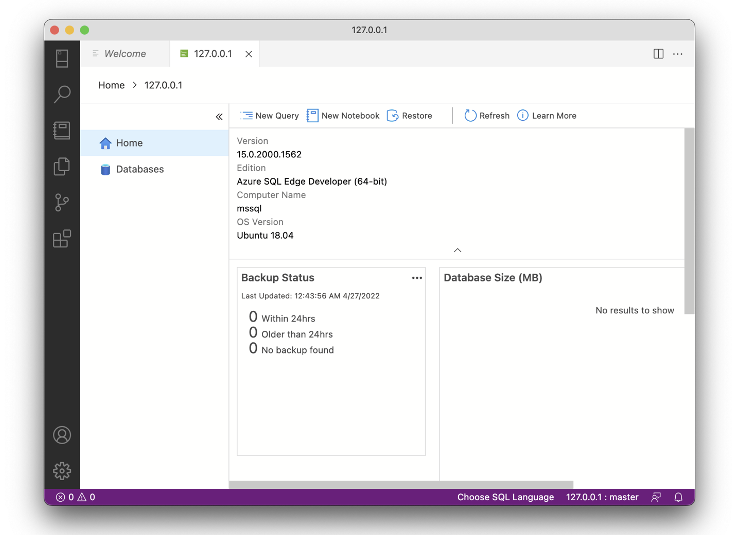 127.0.0.1
Welcome
127.0.0.1
Home > 127.0.0.1
New Query New Notebook Restore Refresh Learn More
Home
Databases
Version
15.0.2000.1562
Edition
Azure SQL Edge Developer (64-bit)
Computer Name
mssql
OS Version
Ubuntu 18.04
Backup Status
Last Updated: 12:43:56 AM 4/27/2022
0 Within 24hrs
0 Older than 24hrs
0 No backup found
Database Size (MB)
No results to show
0 0
Choose SQL Language 127.0.0.1 : master